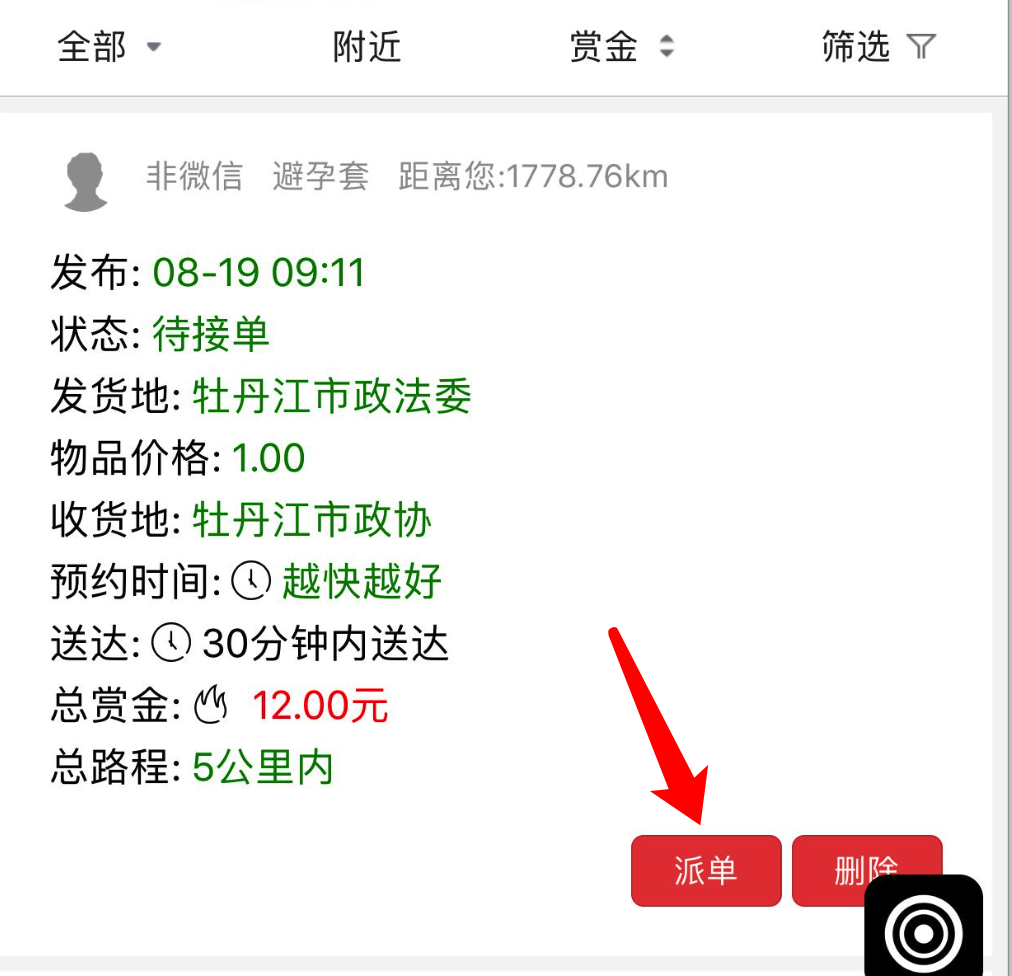 全部 附近 赏金 筛选
非微信 避孕套 距离您:1778.76km
发布: 08-19 09:11
状态: 待接单
发货地: 牡丹江市政法委
物品价格: 1.00
收货地: 牡丹江市政协
预约时间: 越快越好
送达: 30分钟内送达
总赏金: 12.00元
总路程: 5公里内
派单 删除